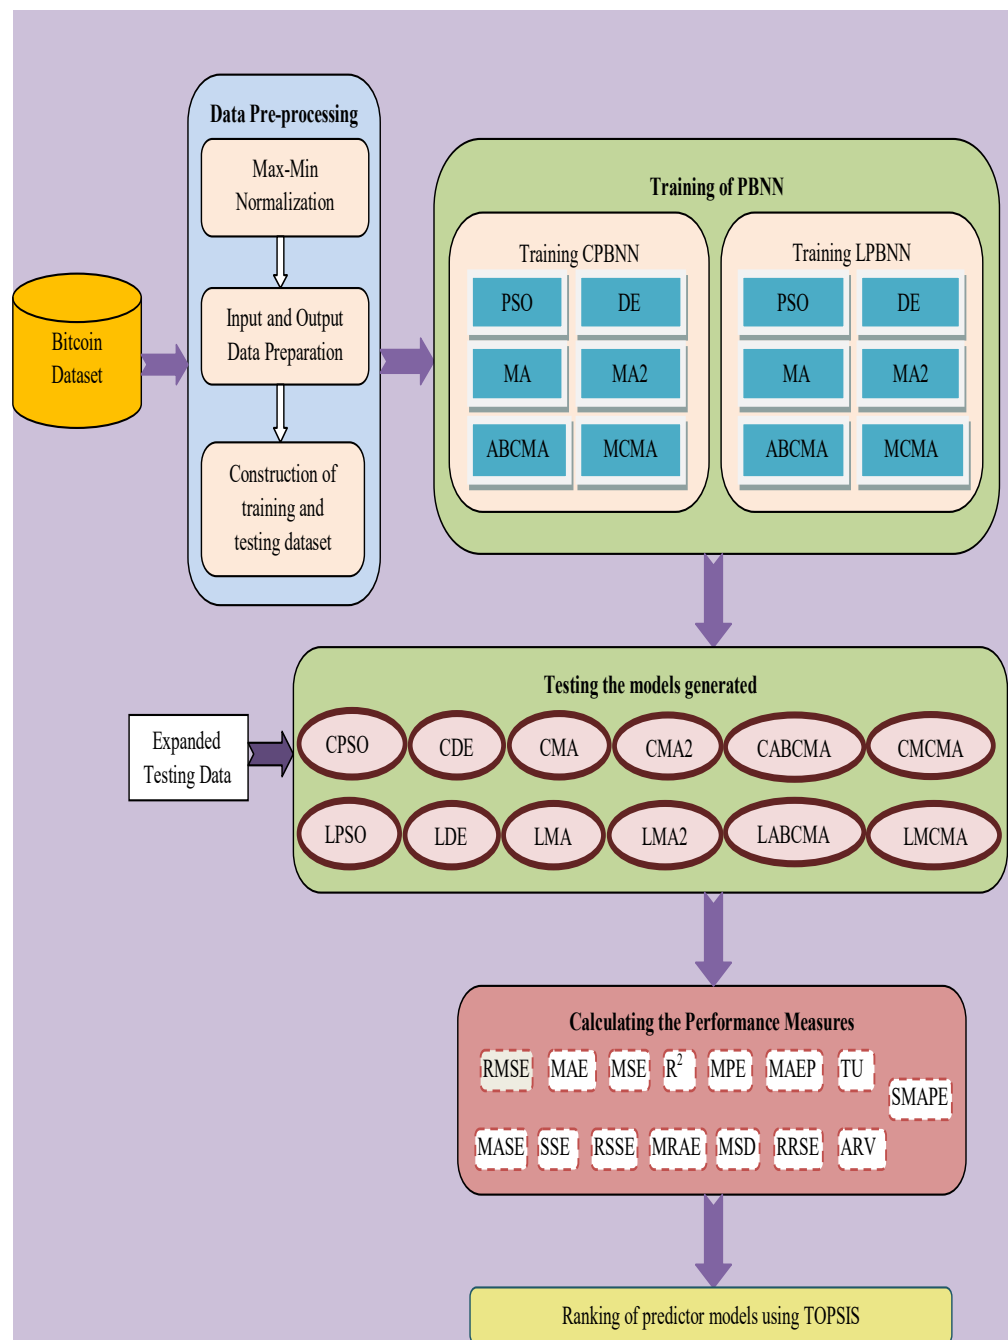 Data Pre-processing
Max-Min
Normalization
Input and Output
Data Preparation
Construction of
training and
testing dataset
Bitcoin
Dataset
Training of PBNN
Training CPBNN
PSO
DE
MA
MA2
ABCMA
MCMA
Training LPBNN
PSO
DE
MA
MA2
ABCMA
MCMA
Expanded
Testing Data
Testing the models generated
CPSO
CDE
CMA
CMA2
CABCMA
CMCMA
LPSO
LDE
LMA
LMA2
LABCMA
LMCMA
Calculating the Performance Measures
RMSE
MAE
MSE
R²
MPE
MAEP
TU
SMAPE
MASE
SSE
RSSE
MRAE
MSD
RRSE
ARV
Ranking of predictor models using TOPSIS